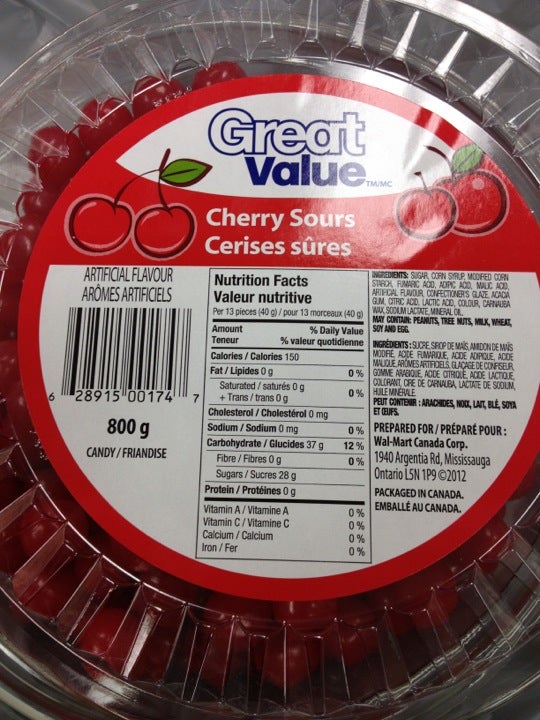 Great
Value TM/MC
Cherry Sours
Cerises sûres
ARTIFICIAL FLAVOUR
ARÔMES ARTIFICIELS
6 28915 00174 7
800 g
CANDY / FRIANDISE
Nutrition Facts
Valeur nutritive
Per 13 pieces (40 g) / pour 13 morceaux (40 g)
Amount % Daily Value
Teneur % valeur quotidienne
Calories / Calories 150
Fat / Lipides 0 g 0 %
Saturated / saturés 0 g
+ Trans / trans 0 g 0 %
Cholesterol / Cholestérol 0 mg
Sodium / Sodium 0 mg 0 %
Carbohydrate / Glucides 37 g 12 %
Fibre / Fibres 0 g 0 %
Sugars / Sucres 28 g
Protein / Protéines 0 g
Vitamin A / Vitamine A 0 %
Vitamin C / Vitamine C 0 %
Calcium / Calcium 0 %
Iron / Fer 0 %
INGREDIENTS: SUGAR, CORN SYRUP, MODIFIED CORN
STARCH, FUMARIC ACID, ADIPIC ACID, MALIC ACID,
ARTIFICIAL FLAVOUR, CONFECTIONER'S GLAZE, ACACIA
GUM, CITRIC ACID, LACTIC ACID, COLOUR, CARNAUBA
WAX, SODIUM LACTATE, MINERAL OIL.
MAY CONTAIN: PEANUTS, TREE NUTS, MILK, WHEAT,
SOY AND EGG.
INGRÉDIENTS : SUCRE, SIROP DE MAÏS, AMIDON DE MAÏS
MODIFIÉ, ACIDE FUMARIQUE, ACIDE ADIPIQUE, ACIDE
MALIQUE, ARÔMES ARTIFICIELS, GLAÇAGE DE CONFISEUR,
GOMME ARABIQUE, ACIDE CITRIQUE, ACIDE LACTIQUE,
COLORANT, CIRE DE CARNAUBA, LACTATE DE SODIUM,
HUILE MINÉRALE.
PEUT CONTENIR : ARACHIDES, NOIX, LAIT, BLÉ, SOYA
ET ŒUFS.
PREPARED FOR / PRÉPARÉ POUR :
Wal-Mart Canada Corp.
1940 Argentia Rd, Mississauga
Ontario L5N 1P9 ©2012
PACKAGED IN CANADA.
EMBALLÉ AU CANADA.